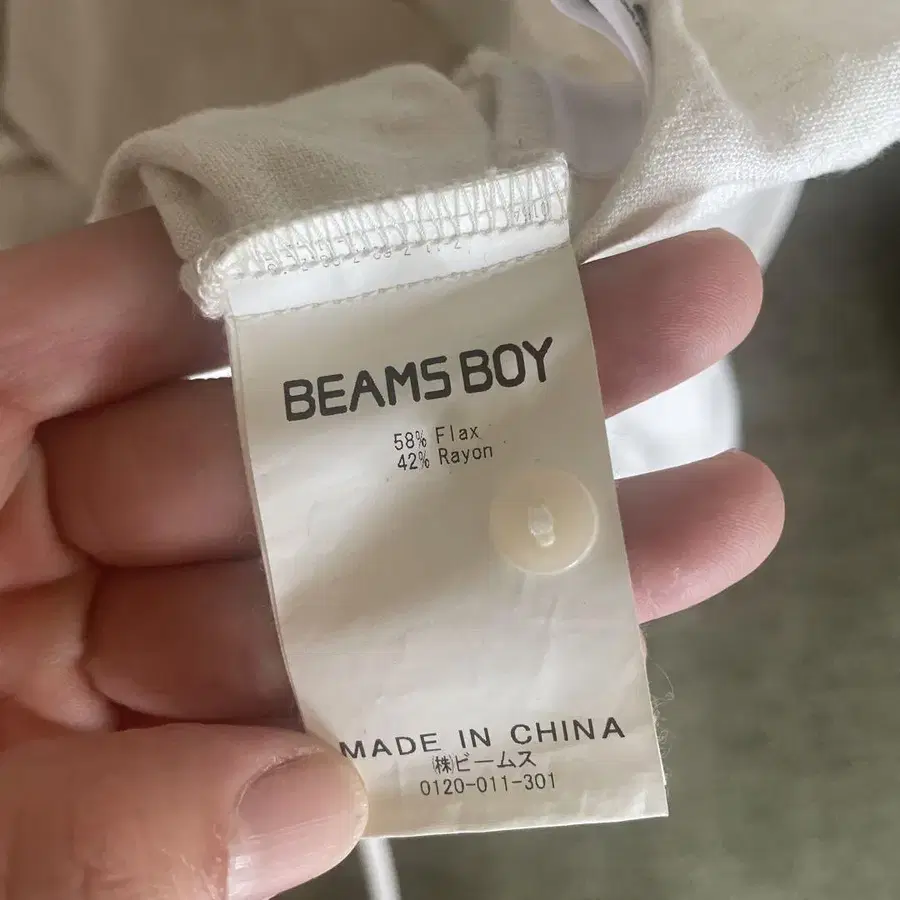 BEAMS BOY
58% Flax
42% Rayon
MADE IN CHINA
㈱ビームス
0120-011-301